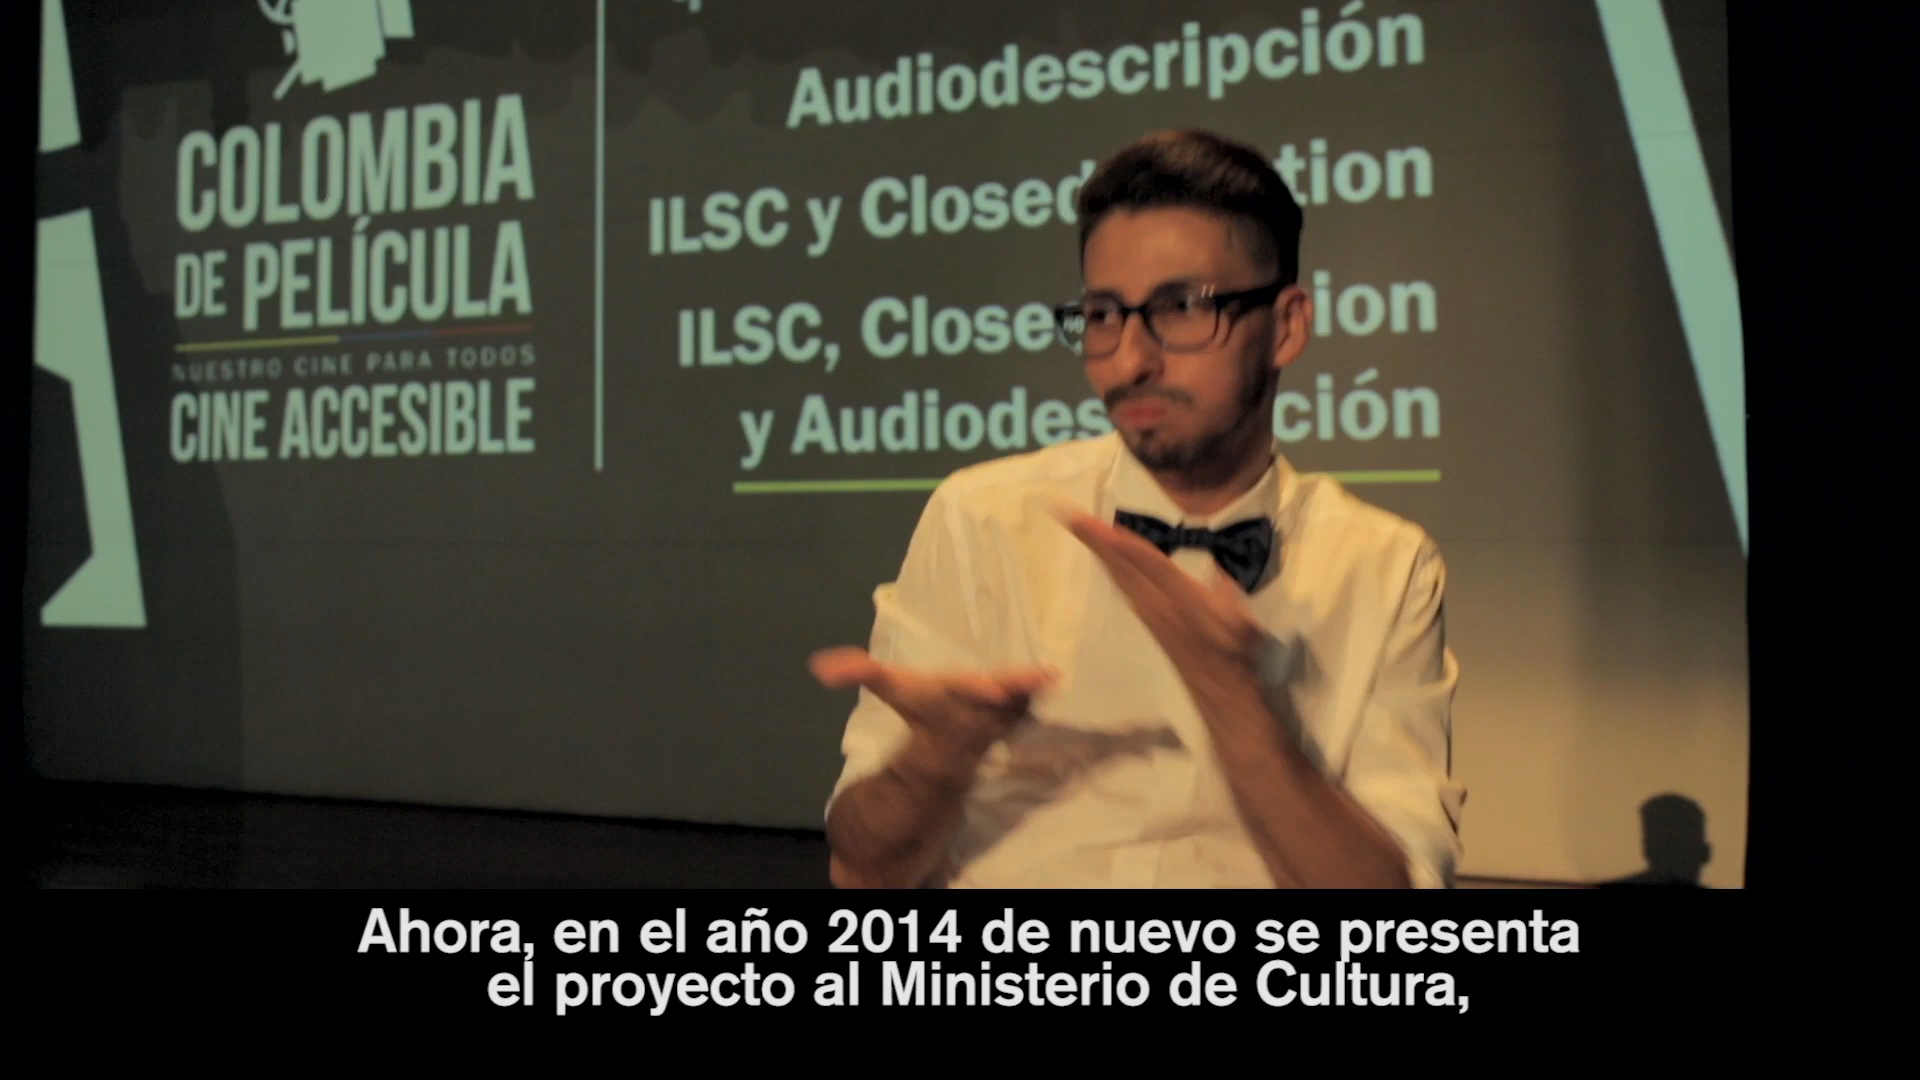 COLOMBIA
DE PELÍCULA
NUESTRO CINE PARA TODOS
CINE ACCESIBLE
Audiodescripción
ILSC y Closed tion
ILSC, Close ion
y Audiodes ción
Ahora, en el año 2014 de nuevo se presenta
el proyecto al Ministerio de Cultura,